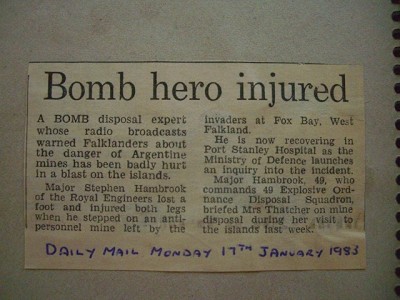 Bomb hero injured
A BOMB disposal expert
whose radio broadcasts
warned Falklanders about
the danger of Argentine
mines has been badly hurt
in a blast on the islands.
Major Stephen Hambrook
of the Royal Engineers lost a
foot and injured both legs
when he stepped on an anti-
personnel mine left by the
invaders at Fox Bay, West
Falkland.
He is now recovering in
Port Stanley Hospital as the
Ministry of Defence launches
an inquiry into the incident.
Major Hambrook, 49, who
commands 49 Explosive Ord-
nance Disposal Squadron,
briefed Mrs Thatcher on mine
disposal during her visit to
the islands last week.
DAILY MAIL MONDAY 17TH JANUARY 1983